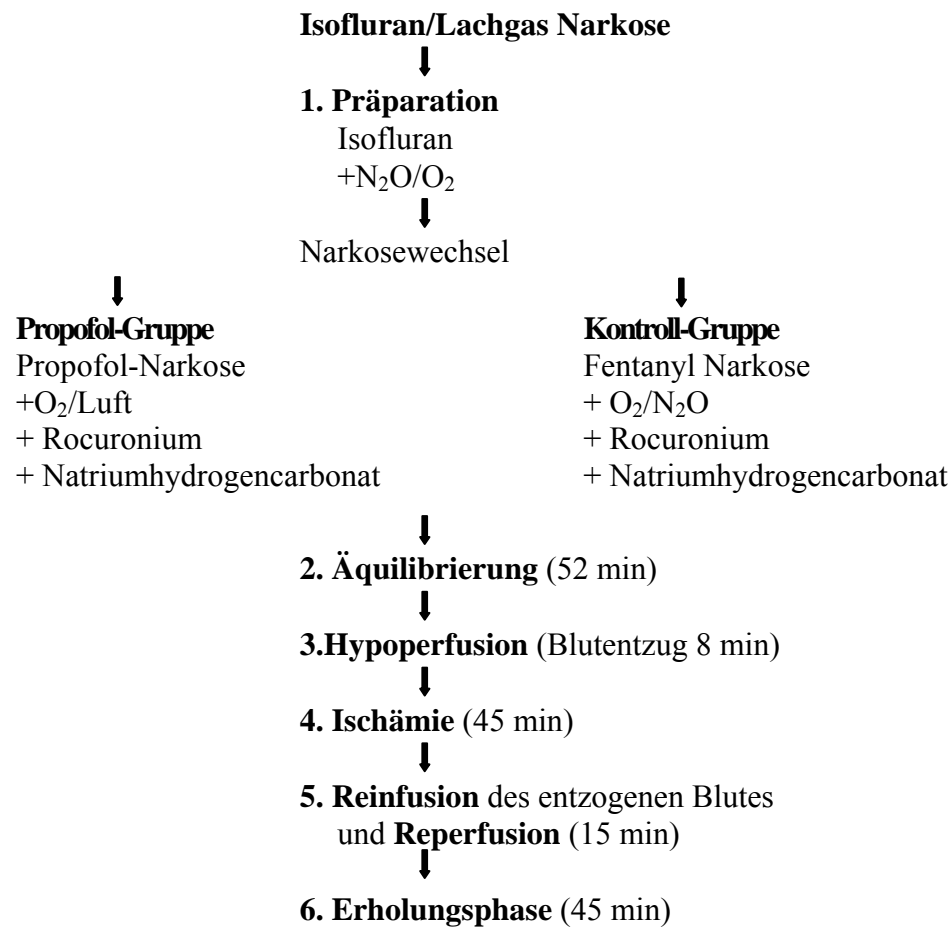 Isofluran/Lachgas Narkose
1. Präparation
Isofluran
+N₂O/O₂
Narkosewechsel
Propofol-Gruppe
Propofol-Narkose
+O₂/Luft
+ Rocuronium
+ Natriumhydrogencarbonat
Kontroll-Gruppe
Fentanyl Narkose
+ O₂/N₂O
+ Rocuronium
+ Natriumhydrogencarbonat
2. Äquilibrierung (52 min)
3.Hypoperfusion (Blutentzug 8 min)
4. Ischämie (45 min)
5. Reinfusion des entzogenen Blutes
und Reperfusion (15 min)
6. Erholungsphase (45 min)